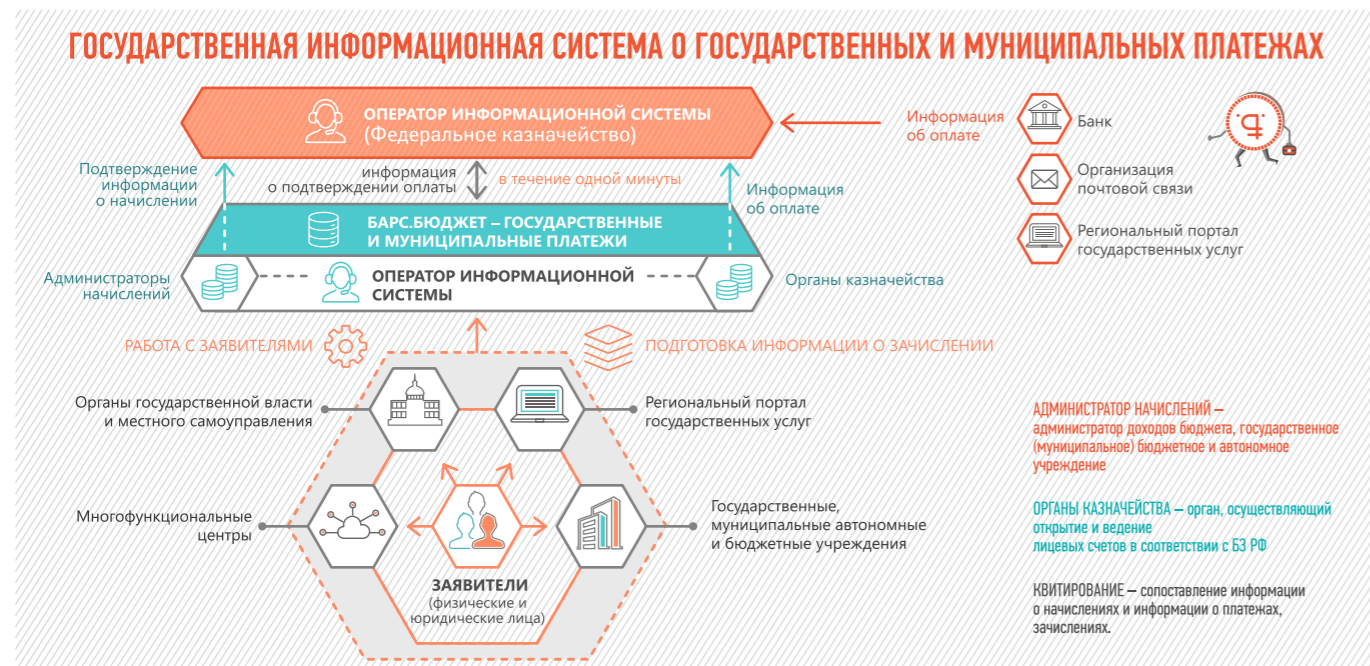 ГОСУДАРСТВЕННАЯ ИНФОРМАЦИОННАЯ СИСТЕМА О ГОСУДАРСТВЕННЫХ И МУНИЦИПАЛЬНЫХ ПЛАТЕЖАХ
ОПЕРАТОР ИНФОРМАЦИОННОЙ СИСТЕМЫ
(Федеральное казначейство)
Информация
об оплате
Банк
Организация
почтовой связи
Региональный портал
государственных услуг
Подтверждение
информации
о начислении
информация
о подтверждении оплаты
в течение одной минуты
Информация
об оплате
БАРС.БЮДЖЕТ – ГОСУДАРСТВЕННЫЕ
И МУНИЦИПАЛЬНЫЕ ПЛАТЕЖИ
Администраторы
начислений
ОПЕРАТОР ИНФОРМАЦИОННОЙ
СИСТЕМЫ
Органы казначейства
РАБОТА С ЗАЯВИТЕЛЯМИ
ПОДГОТОВКА ИНФОРМАЦИИ О ЗАЧИСЛЕНИИ
Органы государственной власти
и местного самоуправления
Региональный портал
государственных услуг
Многофункциональные
центры
Государственные,
муниципальные автономные
и бюджетные учреждения
ЗАЯВИТЕЛИ
(физические и
юридические лица)
АДМИНИСТРАТОР НАЧИСЛЕНИЙ –
администратор доходов бюджета, государственное
(муниципальное) бюджетное и автономное
учреждение
ОРГАНЫ КАЗНАЧЕЙСТВА – орган, осуществляющий
открытие и ведение
лицевых счетов в соответствии с БЗ РФ
КВИТИРОВАНИЕ – сопоставление информации
о начислениях и информации о платежах,
зачислениях.